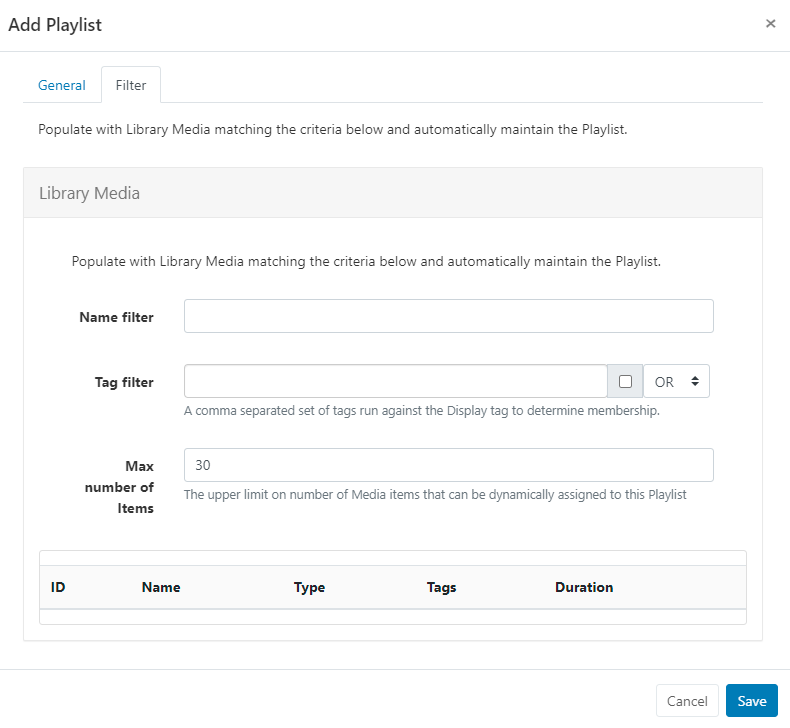 Add Playlist ×
General Filter
Populate with Library Media matching the criteria below and automatically maintain the Playlist.
Library Media
Populate with Library Media matching the criteria below and automatically maintain the Playlist.
Name filter
Tag filter OR
A comma separated set of tags run against the Display tag to determine membership.
Max
number of
Items
30
The upper limit on number of Media items that can be dynamically assigned to this Playlist
ID Name Type Tags Duration
Cancel Save